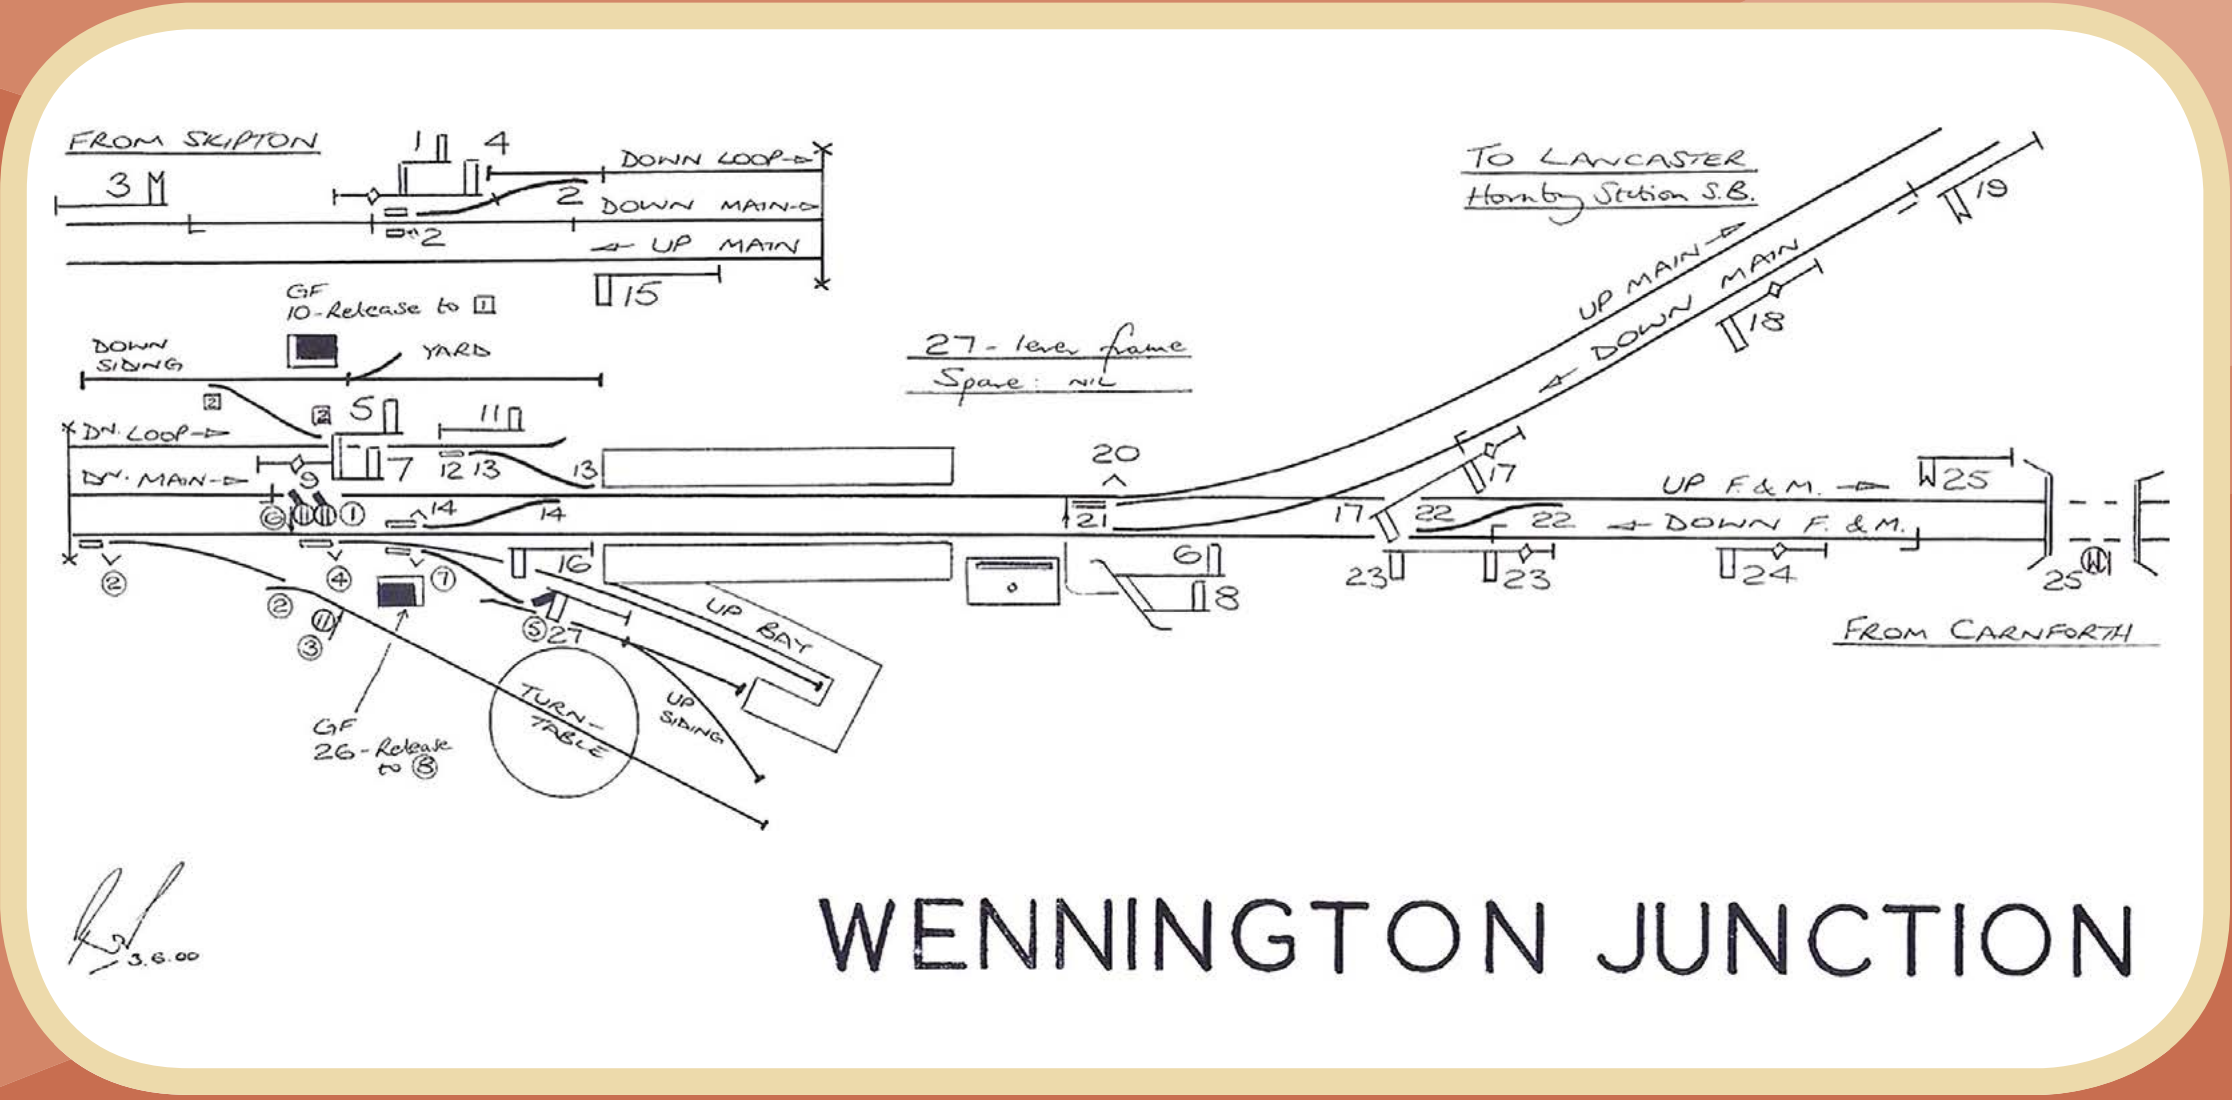 FROM SKIPTON
3
1
4
2
2
DOWN LOOP
DOWN MAIN
UP MAIN
15
GF
10-Release to 1
DOWN
SIDING
YARD
2
2
5
11
DN. LOOP
7
12
13
13
DN. MAIN
9
6
1
14
14
2
4
7
16
2
3
5
27
UP BAY
TURN-
TABLE
UP
SIDING
GF
26-Release
to 8
27-lever frame
Spare: NIL
20
21
6
8
TO LANCASTER
Hornby Station S.B.
UP MAIN
DOWN MAIN
19
18
17
17
22
22
23
23
24
UP F.& M.
DOWN F.& M.
25
25
FROM CARNFORTH
3.6.00
WENNINGTON JUNCTION